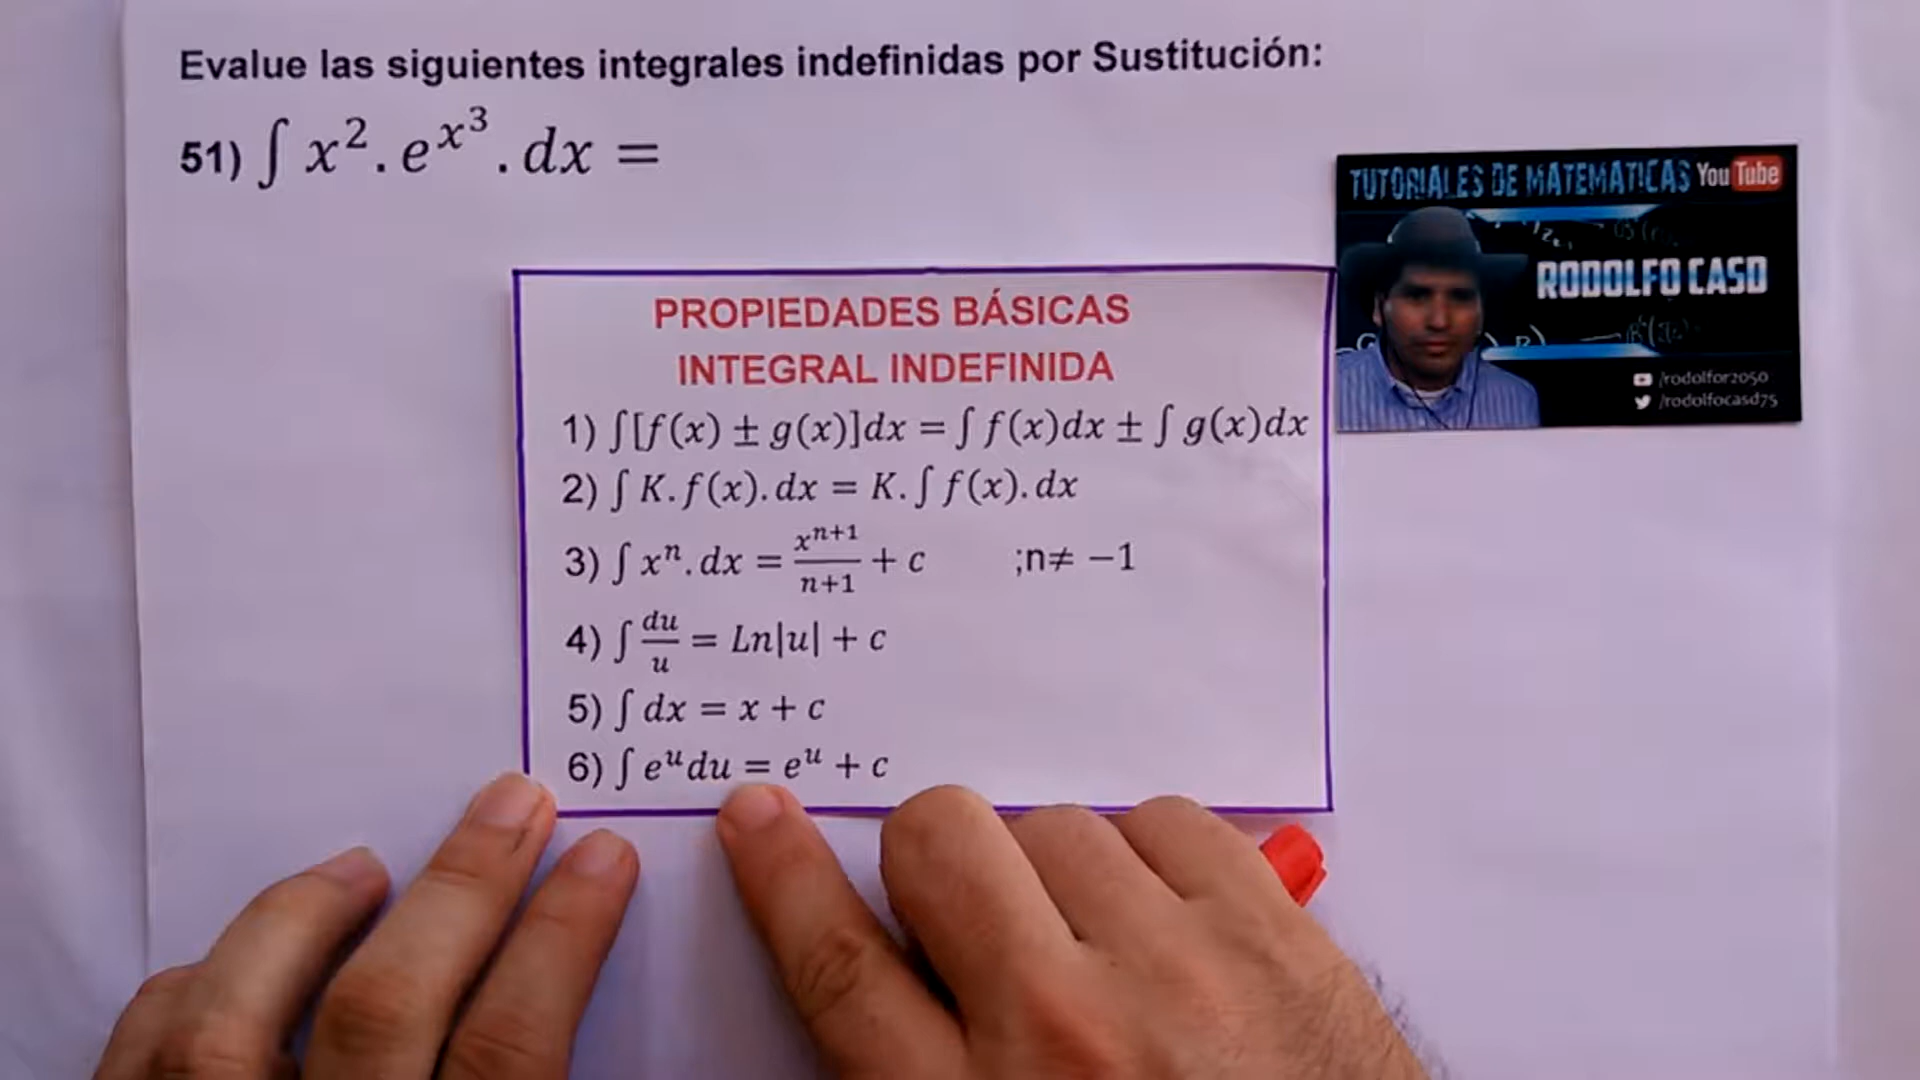 Evalue las siguientes integrales indefinidas por Sustitución:
51) ∫ x². e^{x³}. dx =
TUTORIALES DE MATEMATICAS YouTube
RODOLFO CASD
/rodolfor2050
/rodolfocasd75
PROPIEDADES BÁSICAS
INTEGRAL INDEFINIDA
1) ∫[f(x) ± g(x)]dx = ∫ f(x)dx ± ∫ g(x)dx
2) ∫ K. f(x). dx = K. ∫ f(x). dx
3) ∫ xⁿ. dx = \frac{x^{n+1}}{n+1} + c ;n≠ −1
4) ∫ \frac{du}{u} = Ln|u| + c
5) ∫ dx = x + c
6) ∫ eᵘdu = eᵘ + c